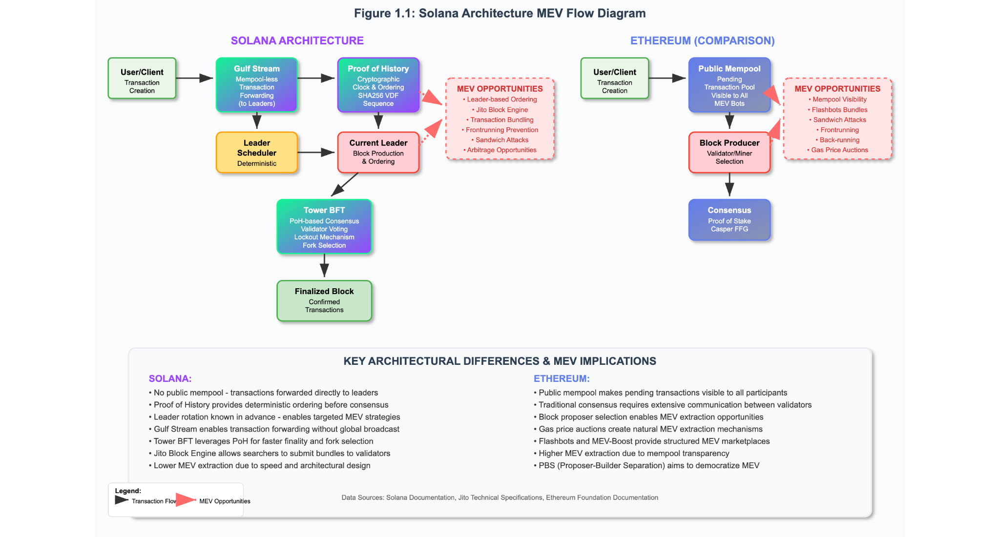 Figure 1.1: Solana Architecture MEV Flow Diagram
SOLANA ARCHITECTURE
User/Client
Transaction
Creation
Gulf Stream
Mempool-less
Transaction
Forwarding
(to Leaders)
Proof of History
Cryptographic
Clock & Ordering
SHA256 VDF
Sequence
MEV OPPORTUNITIES
• Leader-based Ordering
• Jito Block Engine
• Transaction Bundling
• Frontrunning Prevention
• Sandwich Attacks
• Arbitrage Opportunities
Leader
Scheduler
Deterministic
Current Leader
Block Production
& Ordering
Tower BFT
PoH-based Consensus
Validator Voting
Lockout Mechanism
Fork Selection
Finalized Block
Confirmed
Transactions
ETHEREUM (COMPARISON)
User/Client
Transaction
Creation
Public Mempool
Pending
Transaction Pool
Visible to All
MEV Bots
MEV OPPORTUNITIES
• Mempool Visibility
• Flashbots Bundles
• Sandwich Attacks
• Frontrunning
• Back-running
• Gas Price Auctions
Block Producer
Validator/Miner
Selection
Consensus
Proof of Stake
Casper FFG
KEY ARCHITECTURAL DIFFERENCES & MEV IMPLICATIONS
SOLANA:
• No public mempool - transactions forwarded directly to leaders
• Proof of History provides deterministic ordering before consensus
• Leader rotation known in advance - enables targeted MEV strategies
• Gulf Stream enables transaction forwarding without global broadcast
• Tower BFT leverages PoH for faster finality and fork selection
• Jito Block Engine allows searchers to submit bundles to validators
• Lower MEV extraction due to speed and architectural design
ETHEREUM:
• Public mempool makes pending transactions visible to all participants
• Traditional consensus requires extensive communication between validators
• Block proposer selection enables MEV extraction opportunities
• Gas price auctions create natural MEV extraction mechanisms
• Flashbots and MEV-Boost provide structured MEV marketplaces
• Higher MEV extraction due to mempool transparency
• PBS (Proposer-Builder Separation) aims to democratize MEV
Legend:
Transaction Flow
MEV Opportunities
Data Sources: Solana Documentation, Jito Technical Specifications, Ethereum Foundation Documentation